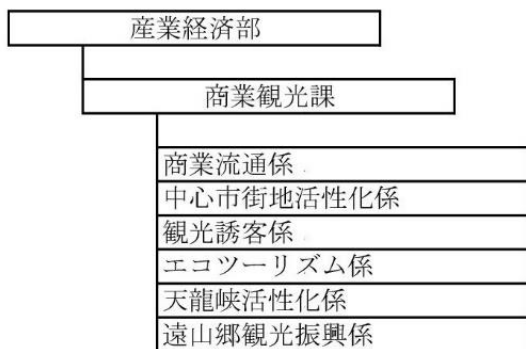 産業経済部
商業観光課
商業流通係
中心市街地活性化係
観光誘客係
エコツーリズム係
天龍峡活性化係
遠山郷観光振興係